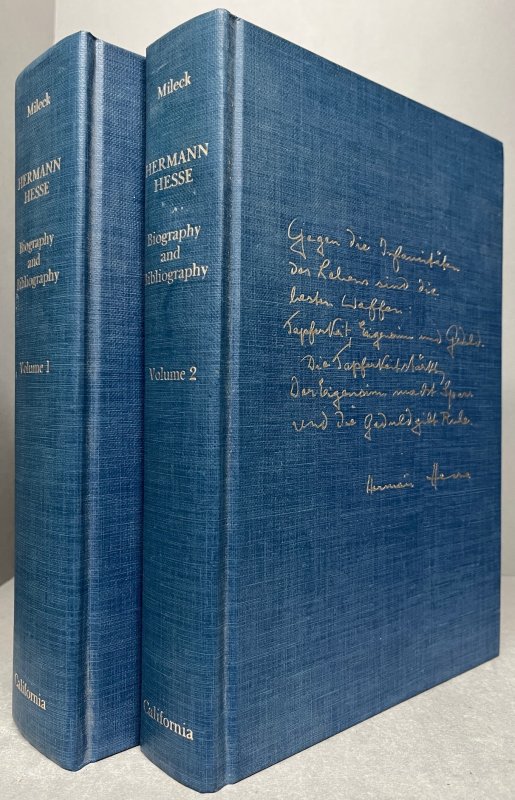 Mileck
HERMANN
HESSE
Biography
and
Bibliography
Volume 1
California
Mileck
HERMANN
HESSE
Biography
and
Bibliography
Volume 2
California
Gegen die Infamitäten
des Lebens sind die
besten Waffen:
Tapferkeit, Eigensinn und Geduld.
Die Tapferkeit stärkt,
Der Eigensinn macht Spass
und die Geduld gibt Ruhe.
Hermann Hesse